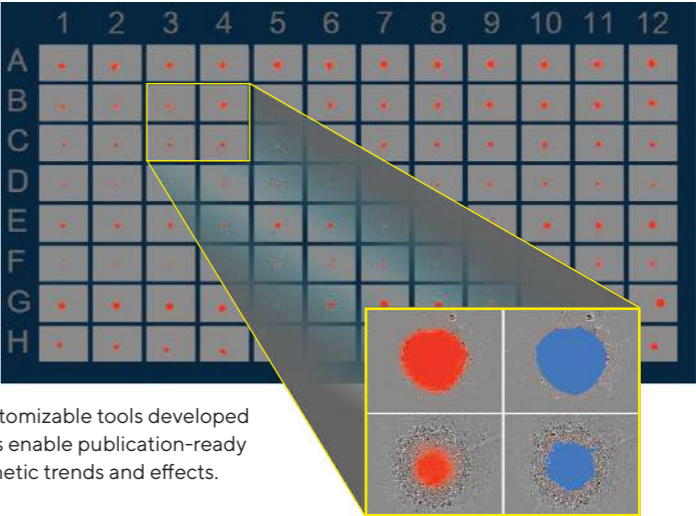 1 2 3 4 5 6 7 8 9 10 11 12
A
B
C
D
E
F
G
H
tomizable tools developed
s enable publication-ready
netic trends and effects.